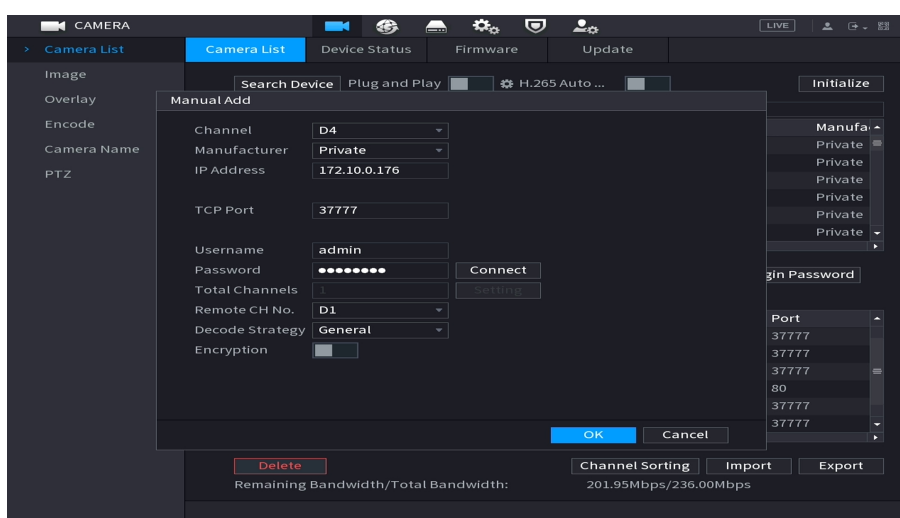 CAMERA
LIVE
> Camera List
Camera List Device Status Firmware Update
Image
Search Device Plug and Play H.265 Auto ... Initialize
Overlay
Manual Add
Encode
Manufa
Channel D4
Camera Name
Manufacturer Private
Private
IP Address 172.10.0.176
Private
PTZ
Private
Private
TCP Port 37777
Private
Private
Username admin
Password ●●●●●●●● Connect
gin Password
Total Channels 1 Setting
Remote CH No. D1
Port
Decode Strategy General
37777
Encryption
37777
37777
80
37777
37777
OK Cancel
Delete Channel Sorting Import Export
Remaining Bandwidth/Total Bandwidth: 201.95Mbps/236.00Mbps